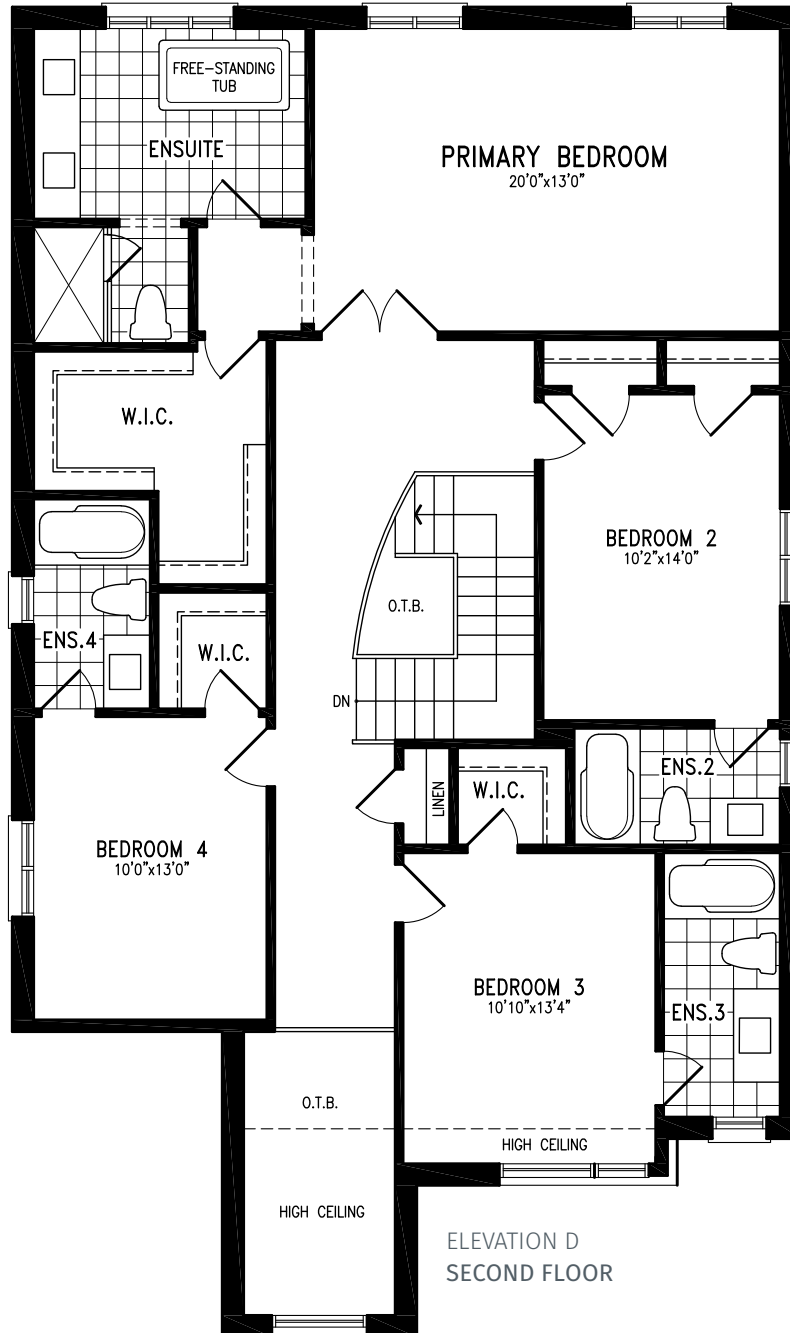 FREE-STANDING
TUB
ENSUITE
PRIMARY BEDROOM
20'0"x13'0"
W.I.C.
BEDROOM 2
10'2"x14'0"
O.T.B.
ENS.4
W.I.C.
DN
ENS.2
LINEN
W.I.C.
BEDROOM 4
10'0"x13'0"
BEDROOM 3
10'10"x13'4"
ENS.3
O.T.B.
HIGH CEILING
HIGH CEILING
ELEVATION D
SECOND FLOOR